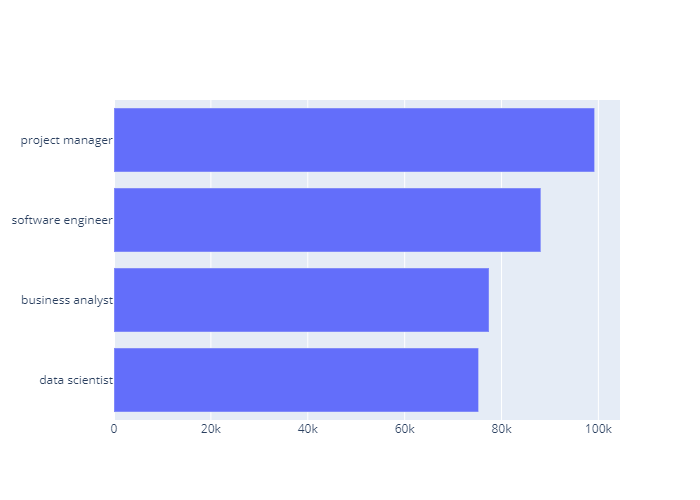 project manager
software engineer
business analyst
data scientist
0 20k 40k 60k 80k 100k